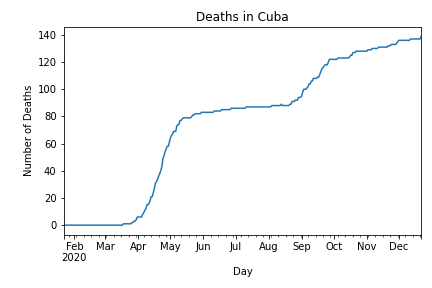 Deaths in Cuba
140
120
100
80
60
40
20
0
Number of Deaths
Feb Mar Apr May Jun Jul Aug Sep Oct Nov Dec
2020
Day